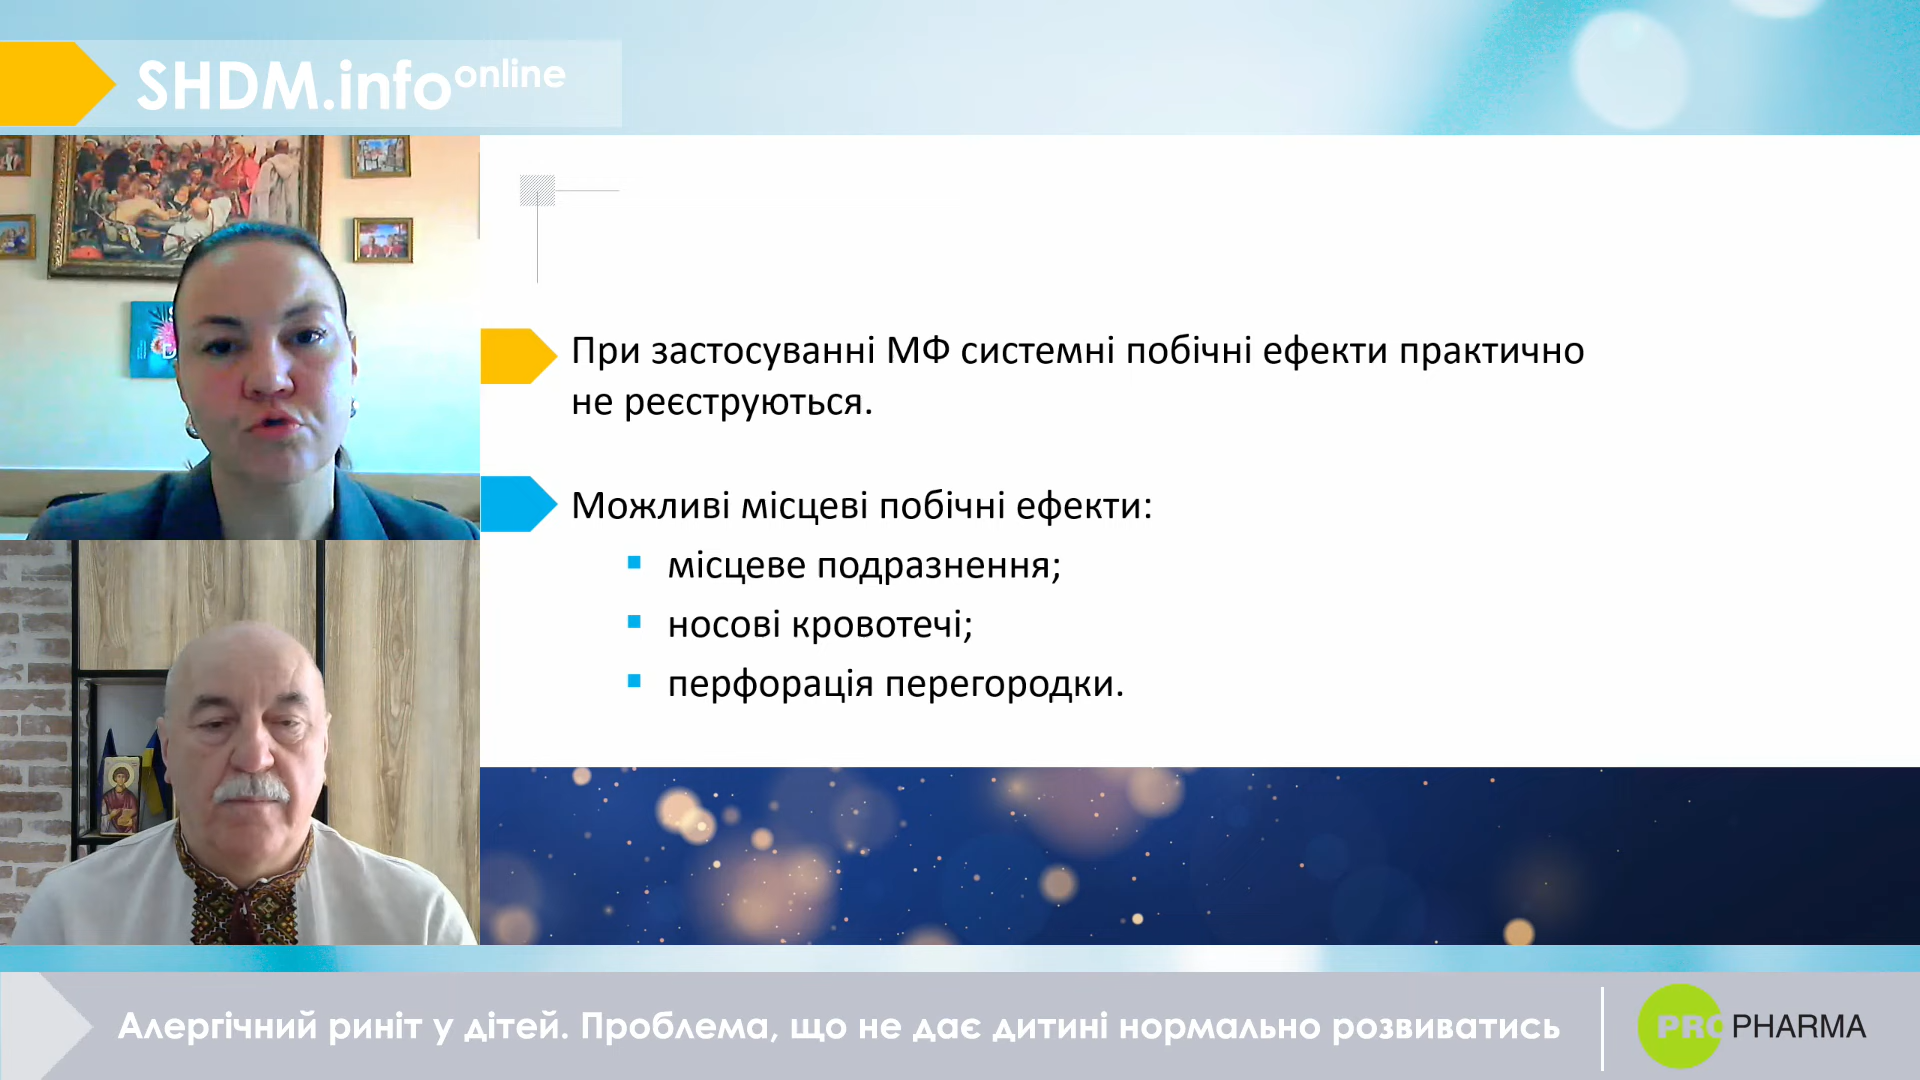 SHDM.info online
При застосуванні МФ системні побічні ефекти практично
не реєструються.
Можливі місцеві побічні ефекти:
місцеве подразнення;
носові кровотечі;
перфорація перегородки.
Алергічний риніт у дітей. Проблема, що не дає дитині нормально розвиватись
PRO PHARMA